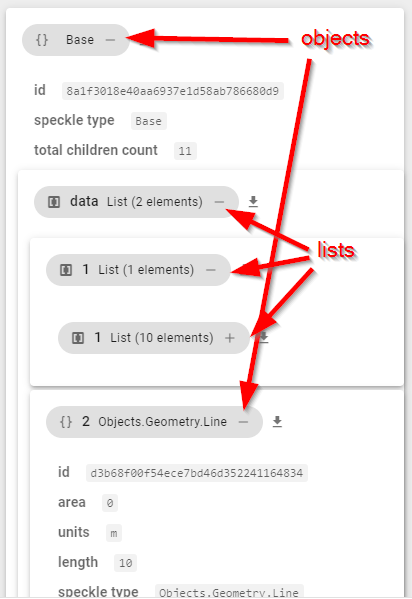 {} Base −
objects
id 8a1f3018e40aa6937e1d58ab786680d9
speckle type Base
total children count 11
data List (2 elements) −
lists
1 List (1 elements) −
1 List (10 elements) +
{} 2 Objects.Geometry.Line −
id d3b68f00f54ece7bd46d352241164834
area 0
units m
length 10
speckle type Objects.Geometry.Line